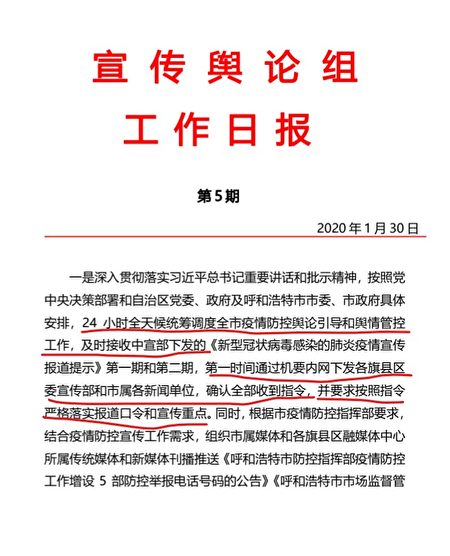 宣传舆论组
工作日报
第5期
2020年1月30日
一是深入贯彻落实习近平总书记重要讲话和批示精神，按照党
中央决策部署和自治区党委、政府及呼和浩特市市委、市政府具体
安排，24小时全天候统筹调度全市疫情防控舆论引导和舆情管控
工作，及时接收中宣部下发的《新型冠状病毒感染的肺炎疫情宣传
报道提示》第一期和第二期，第一时间通过机要内网下发各旗县区
委宣传部和市属各新闻单位，确认全部收到指令，并要求按照指令
严格落实报道口令和宣传重点。同时，根据市疫情防控指挥部要求，
结合疫情防控宣传工作需求，组织市属媒体和各旗县区融媒体中心
所属传统媒体和新媒体刊播推送《呼和浩特市防控指挥部疫情防控
工作增设 5 部防控举报电话号码的公告》《呼和浩特市市场监督管